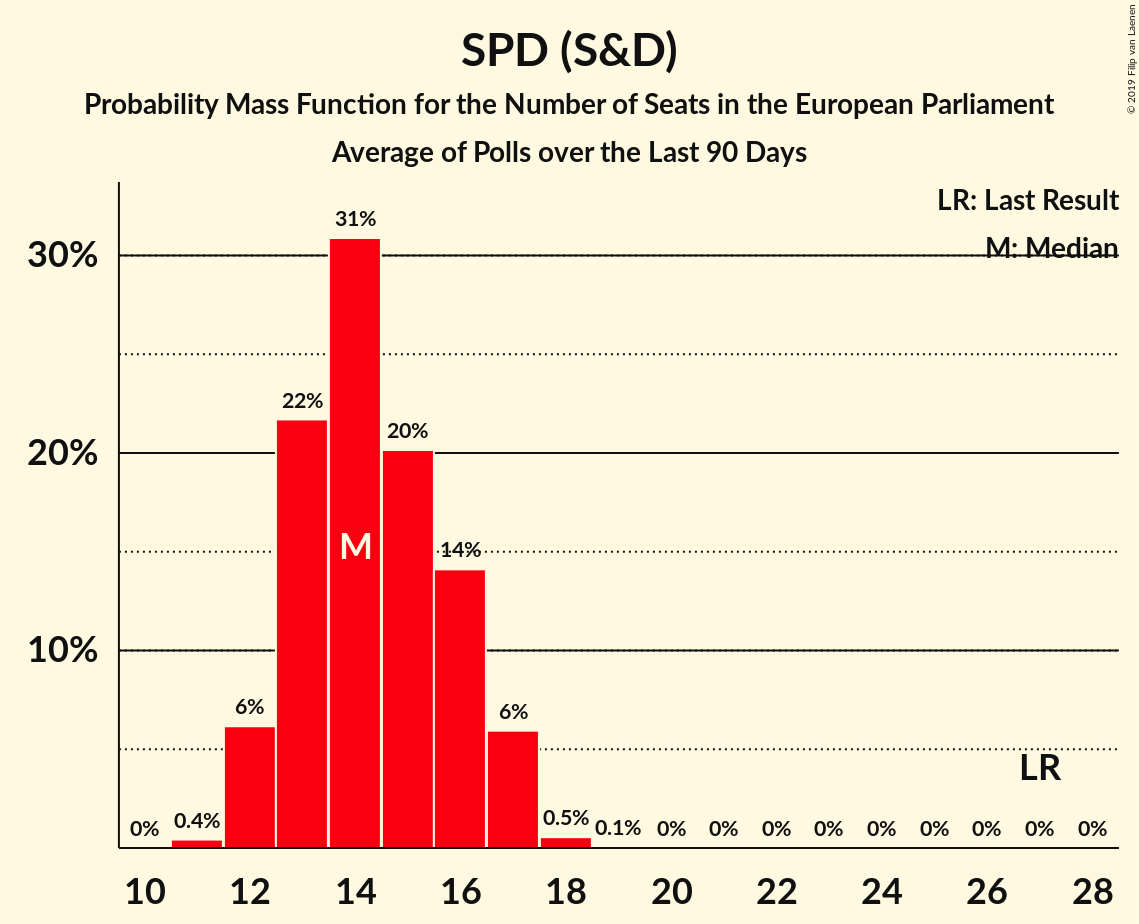 SPD (S&D)
Probability Mass Function for the Number of Seats in the European Parliament
Average of Polls over the Last 90 Days
© 2019 Filip van Laenen
LR: Last Result
M: Median
30%
20%
10%
0%
0.4%
6%
22%
31%
20%
14%
6%
0.5%
0.1%
0%
0%
0%
0%
0%
0%
0%
0%
0%
M
LR
10 12 14 16 18 20 22 24 26 28